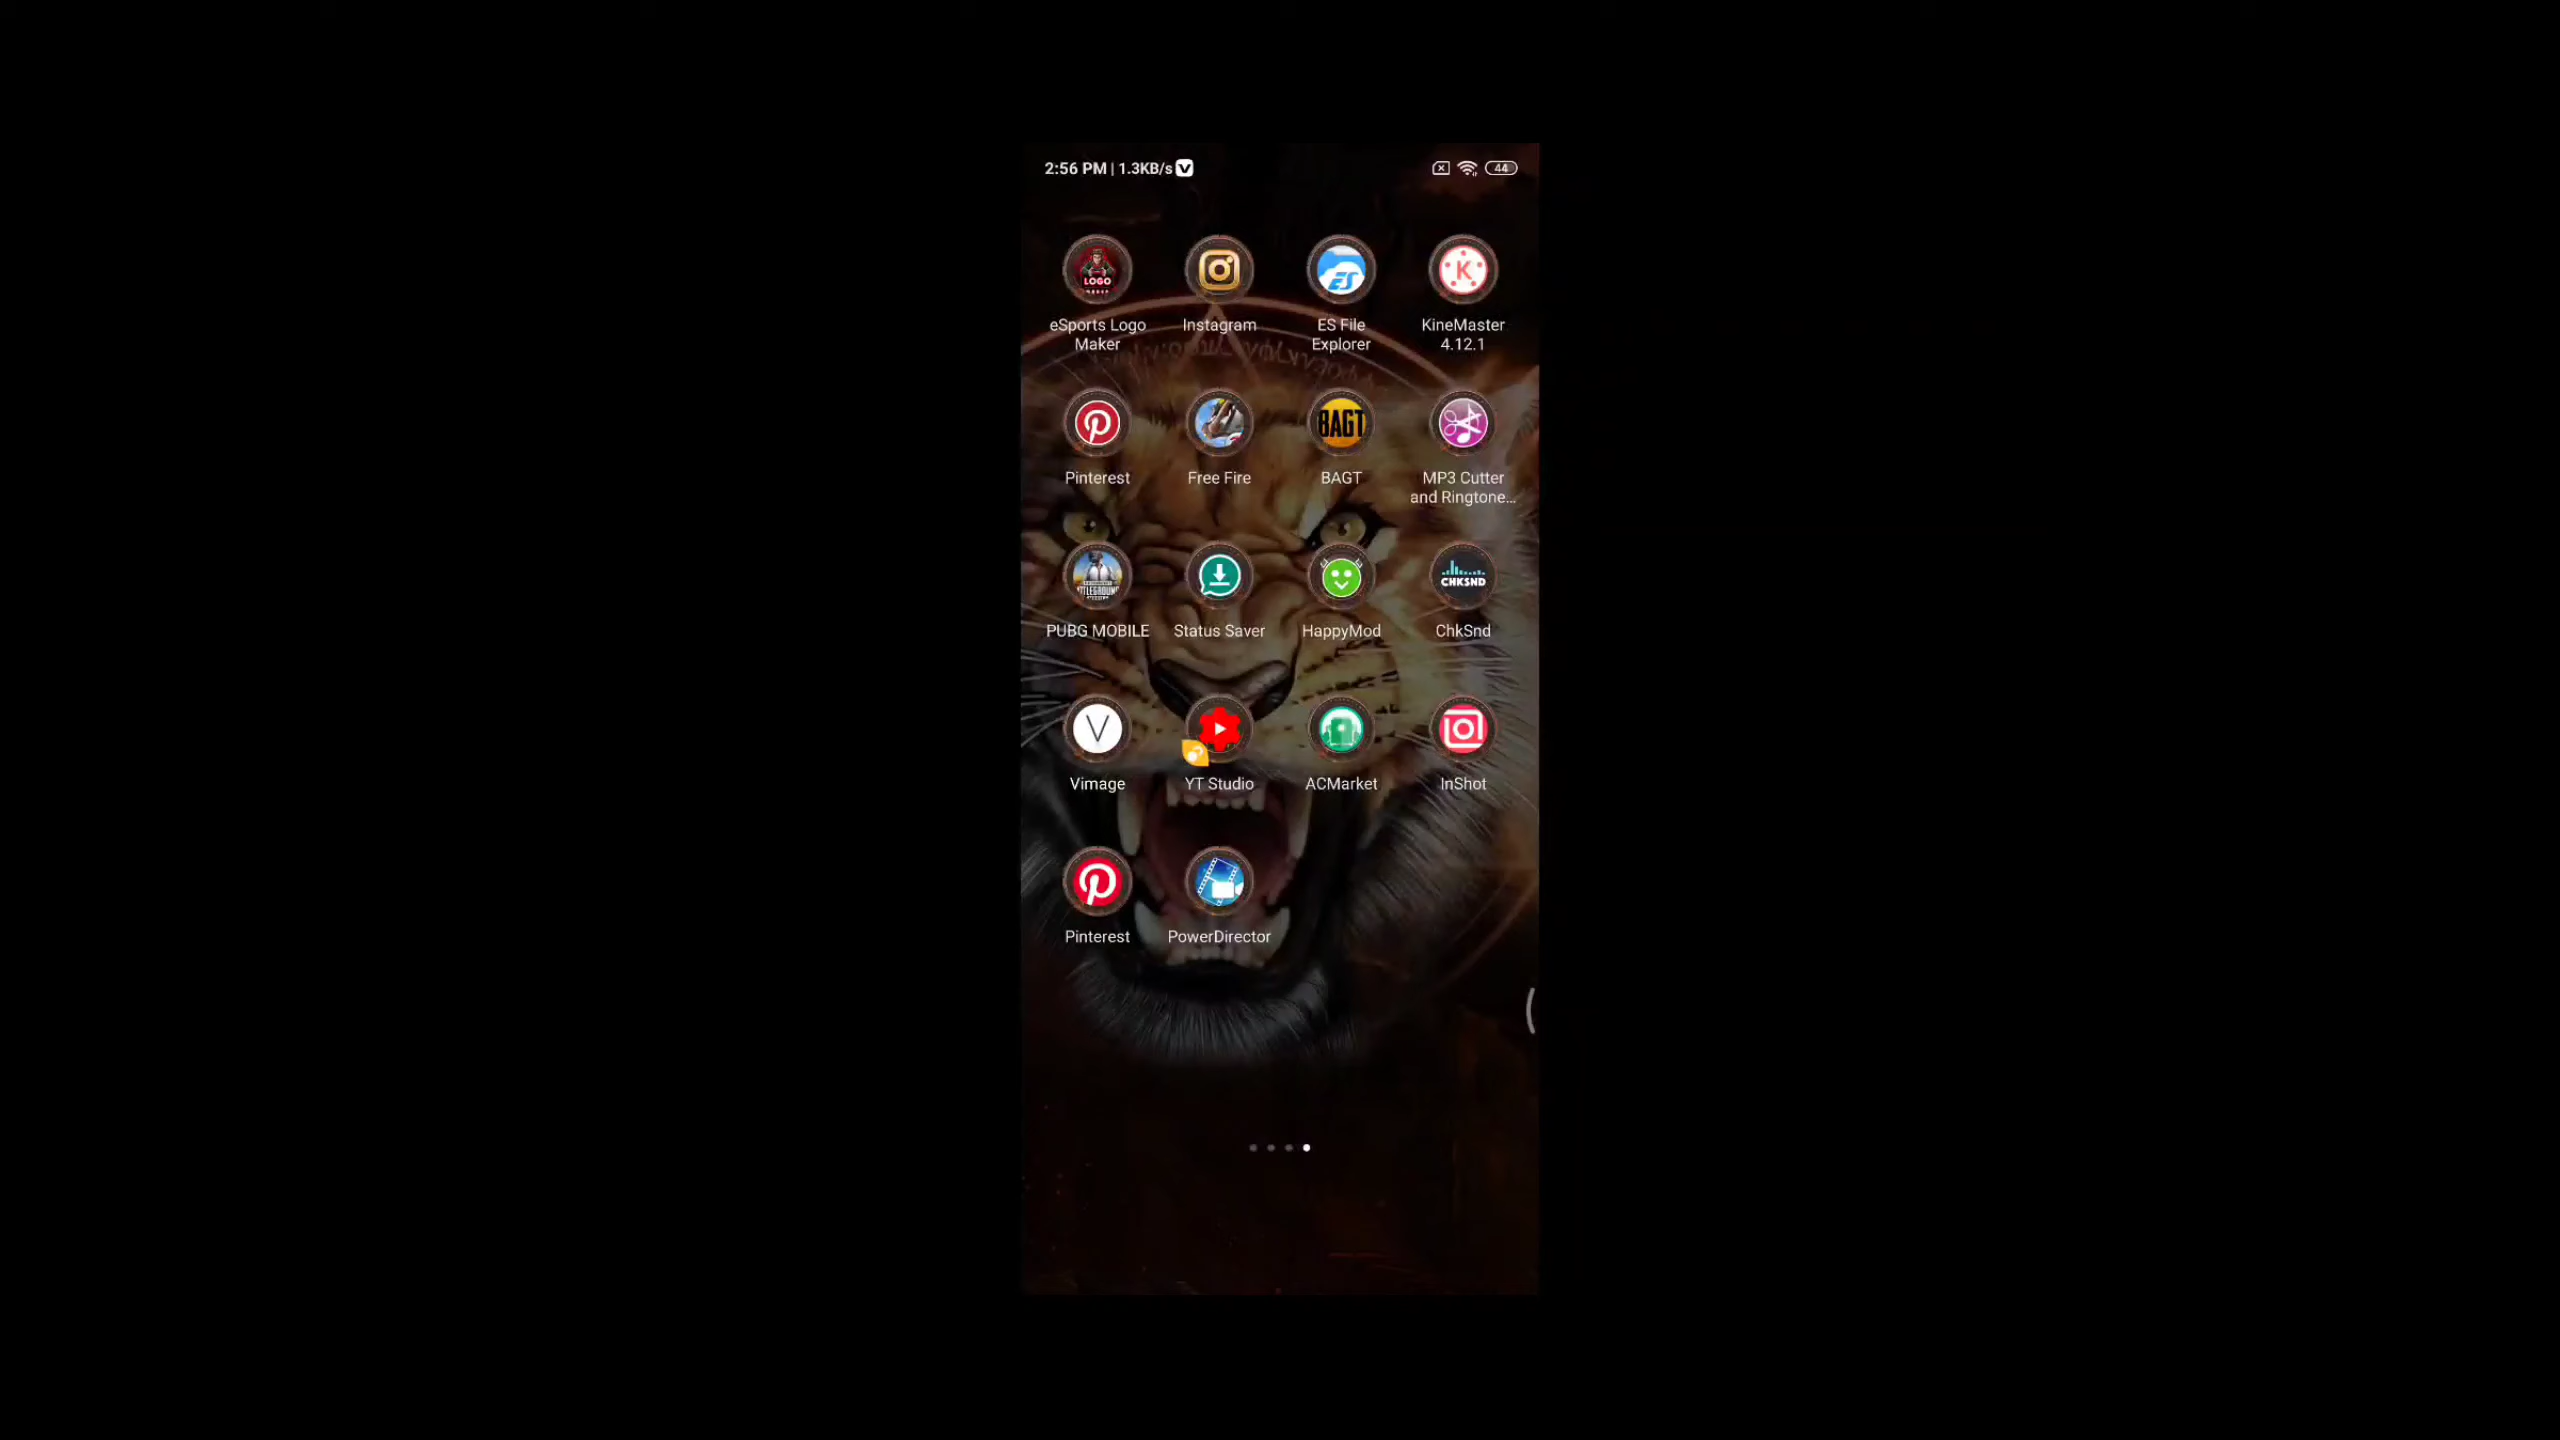 2:56 PM | 1.3KB/s
44
LOGO
eSports Logo
Maker
Instagram
ES
ES File
Explorer
K
KineMaster
4.12.1
Pinterest
Free Fire
BAGT
BAGT
MP3 Cutter
and Ringtone...
PUBG MOBILE
Status Saver
HappyMod
CHKSND
ChkSnd
V
Vimage
YT Studio
ACMarket
InShot
Pinterest
PowerDirector